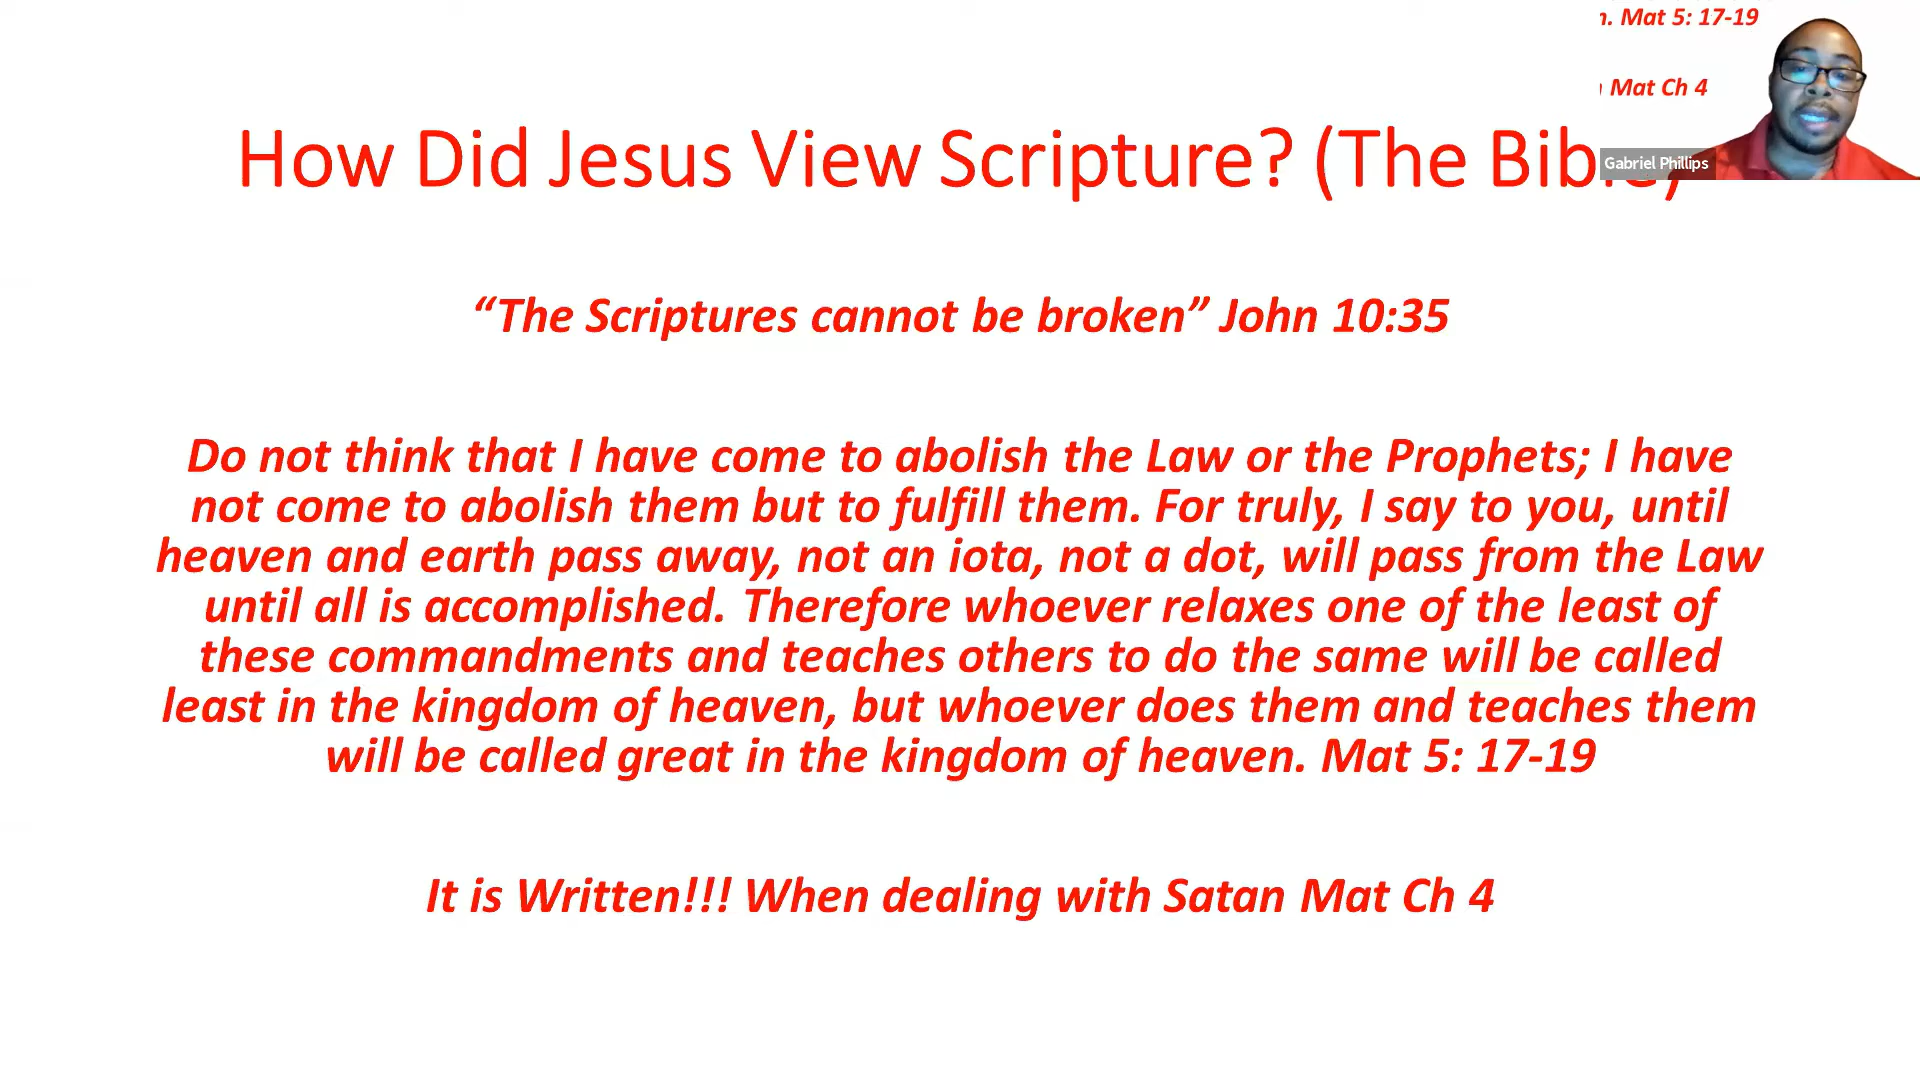 n. Mat 5: 17-19
Mat Ch 4
How Did Jesus View Scripture? (The Bible)
Gabriel Phillips
“The Scriptures cannot be broken” John 10:35
Do not think that I have come to abolish the Law or the Prophets; I have
not come to abolish them but to fulfill them. For truly, I say to you, until
heaven and earth pass away, not an iota, not a dot, will pass from the Law
until all is accomplished. Therefore whoever relaxes one of the least of
these commandments and teaches others to do the same will be called
least in the kingdom of heaven, but whoever does them and teaches them
will be called great in the kingdom of heaven. Mat 5: 17-19
It is Written!!! When dealing with Satan Mat Ch 4